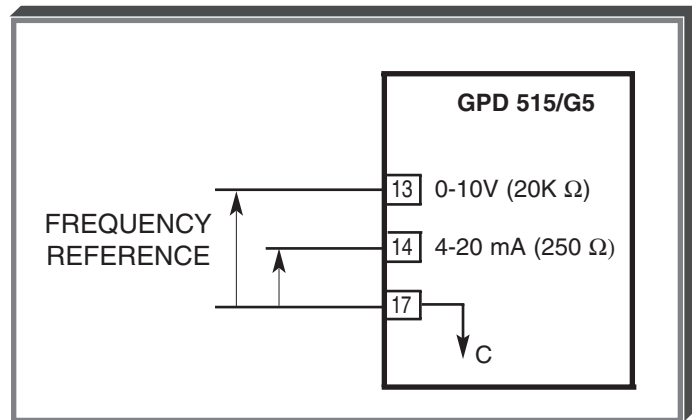 GPD 515/G5
13 0-10V (20K Ω)
FREQUENCY
REFERENCE
14 4-20 mA (250 Ω)
17
C